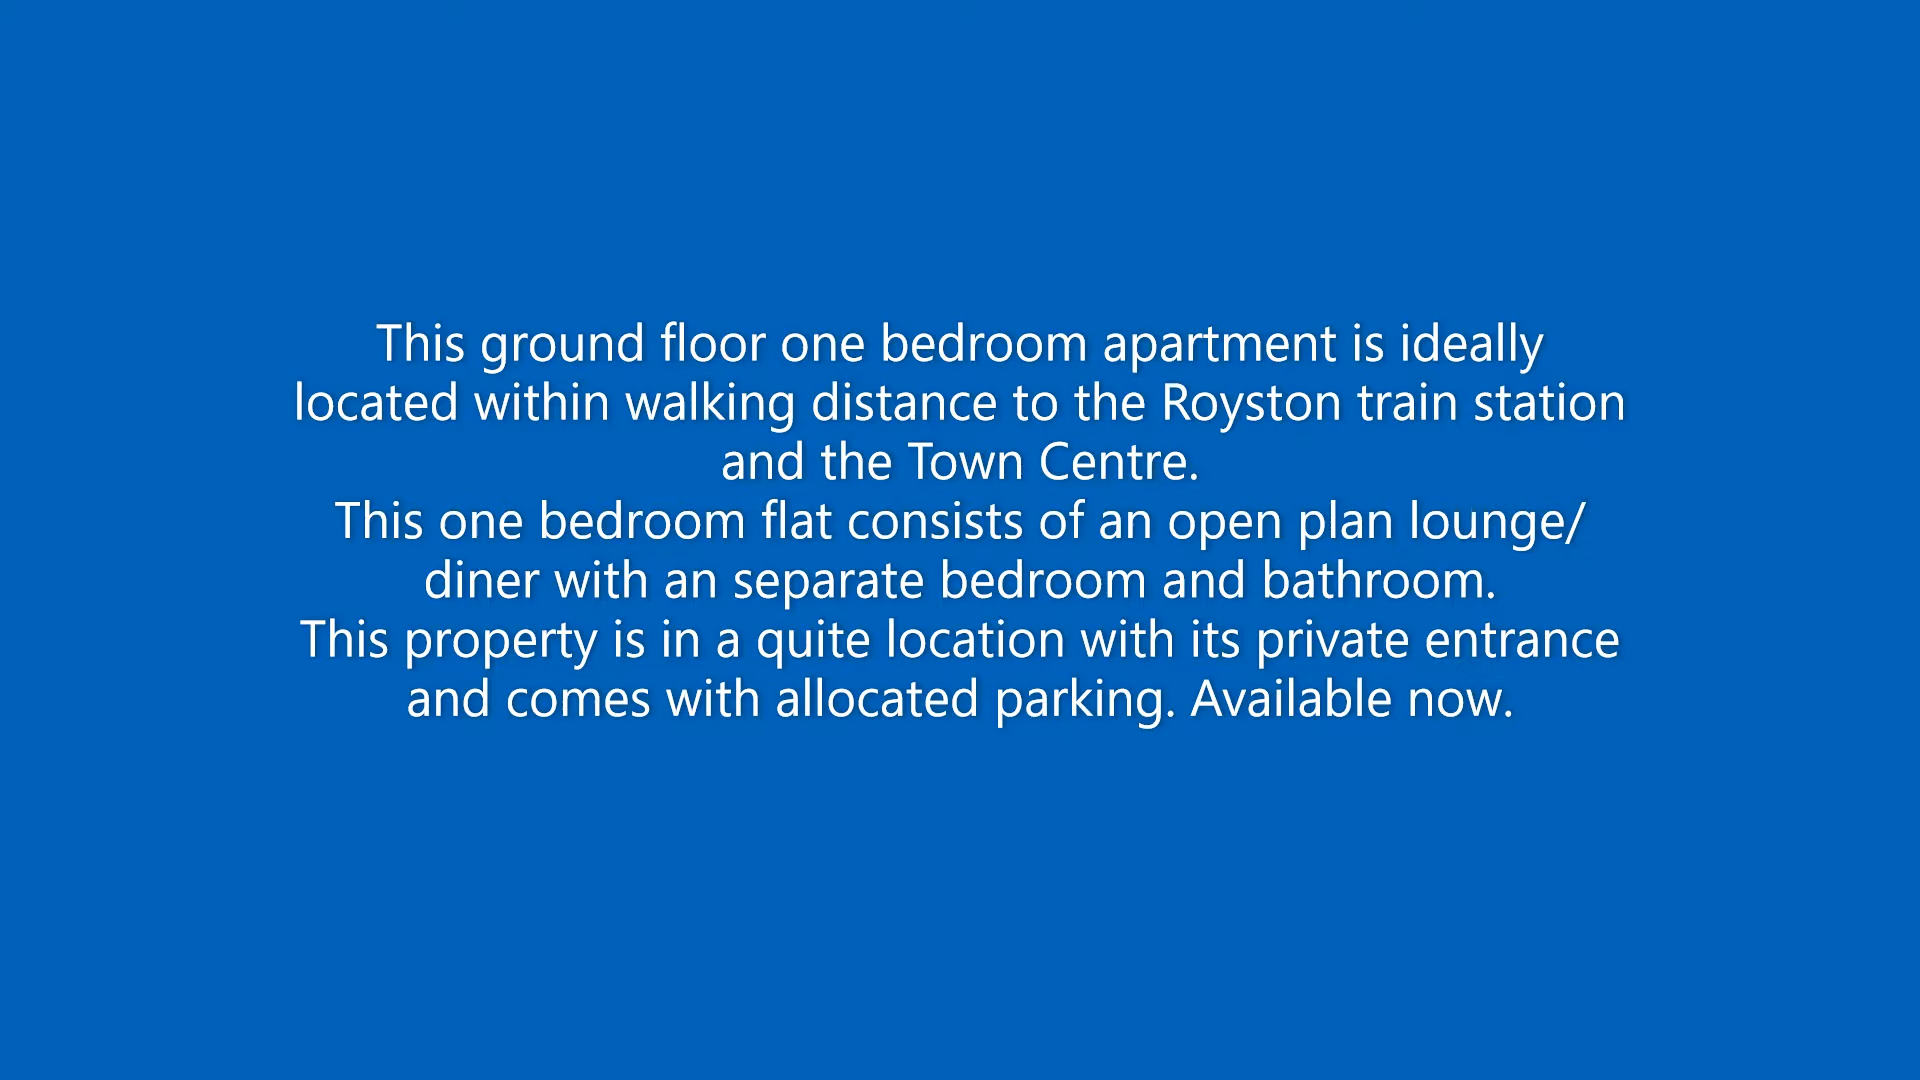 This ground floor one bedroom apartment is ideally
located within walking distance to the Royston train station
and the Town Centre.
This one bedroom flat consists of an open plan lounge/
diner with an separate bedroom and bathroom.
This property is in a quite location with its private entrance
and comes with allocated parking. Available now.